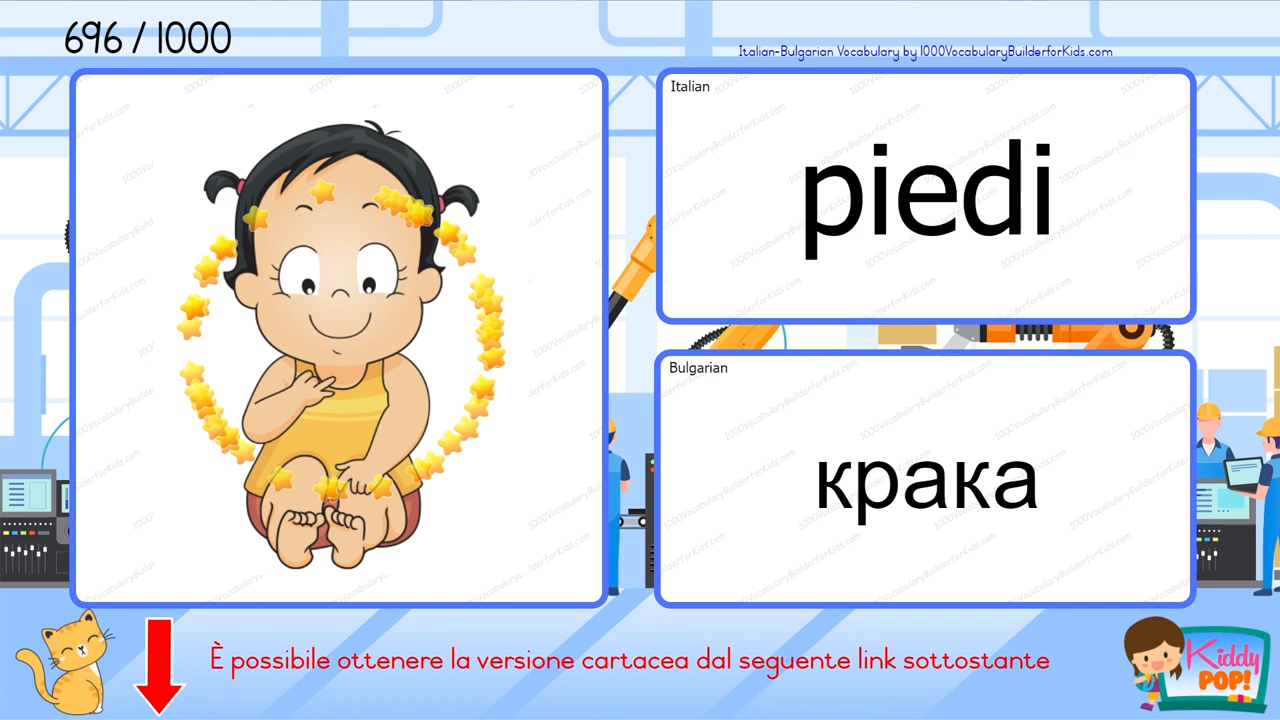 696 / 1000
Italian-Bulgarian Vocabulary by 1000VocabularyBuilderforKids.com
Italian
piedi
Bulgarian
крака
È possibile ottenere la versione cartacea dal seguente link sottostante
Kiddy
POP!